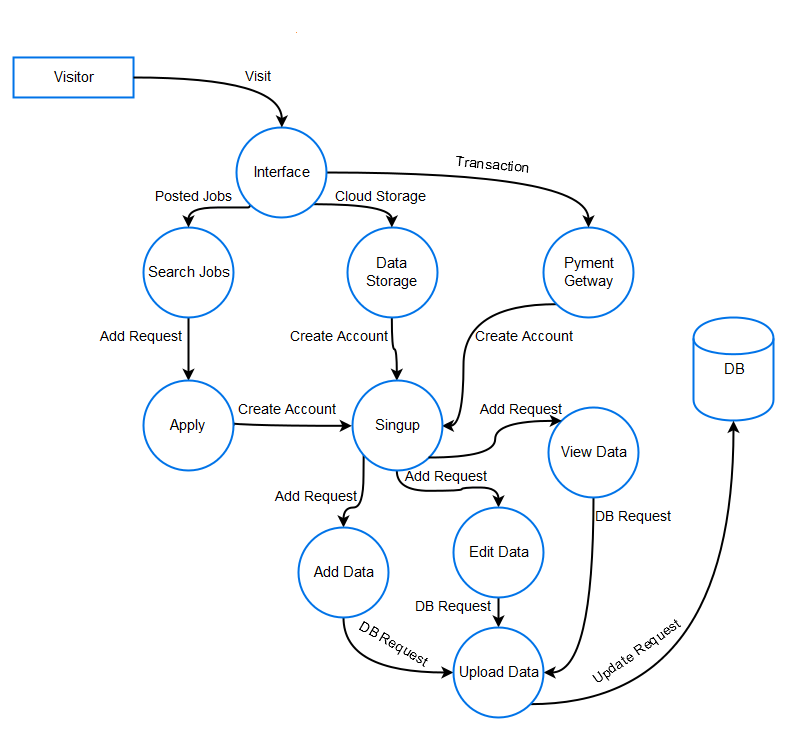 Visitor
Visit
Interface
Transaction
Posted Jobs
Cloud Storage
Search Jobs
Data
Storage
Pyment
Getway
Add Request
Create Account
Create Account
DB
Apply
Create Account
Singup
Add Request
View Data
Add Request
Add Request
DB Request
Add Data
Edit Data
DB Request
DB Request
Upload Data
Update Request